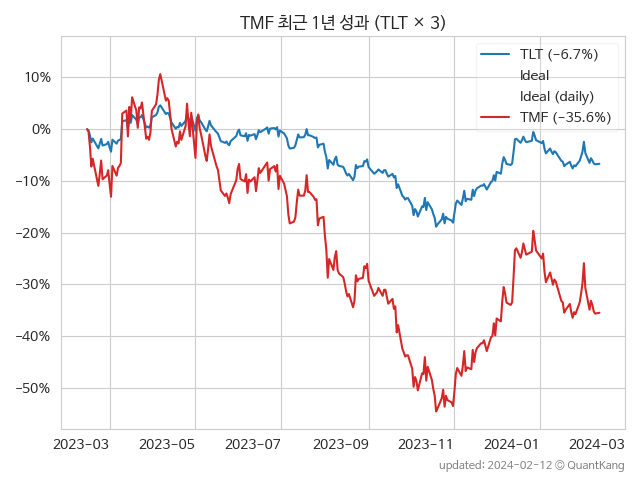 TMF 최근 1년 성과 (TLT × 3)
TLT (−6.7%)
Ideal
Ideal (daily)
TMF (−35.6%)
10%
0%
−10%
−20%
−30%
−40%
−50%
2023−03 2023−05 2023−07 2023−09 2023−11 2024−01 2024−03
updated: 2024-02-12 © QuantKang